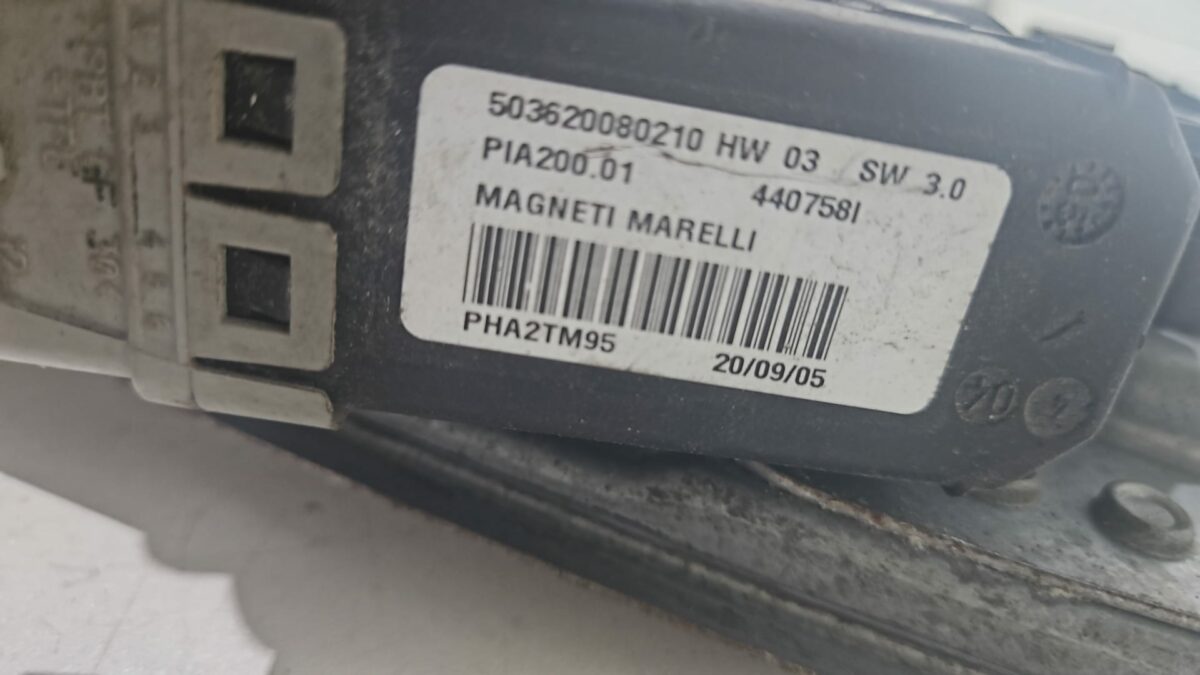 503620080210 HW 03 SW 3.0
PIA200.01 440758I
MAGNETI MARELLI
PHA2TM95 20/09/05